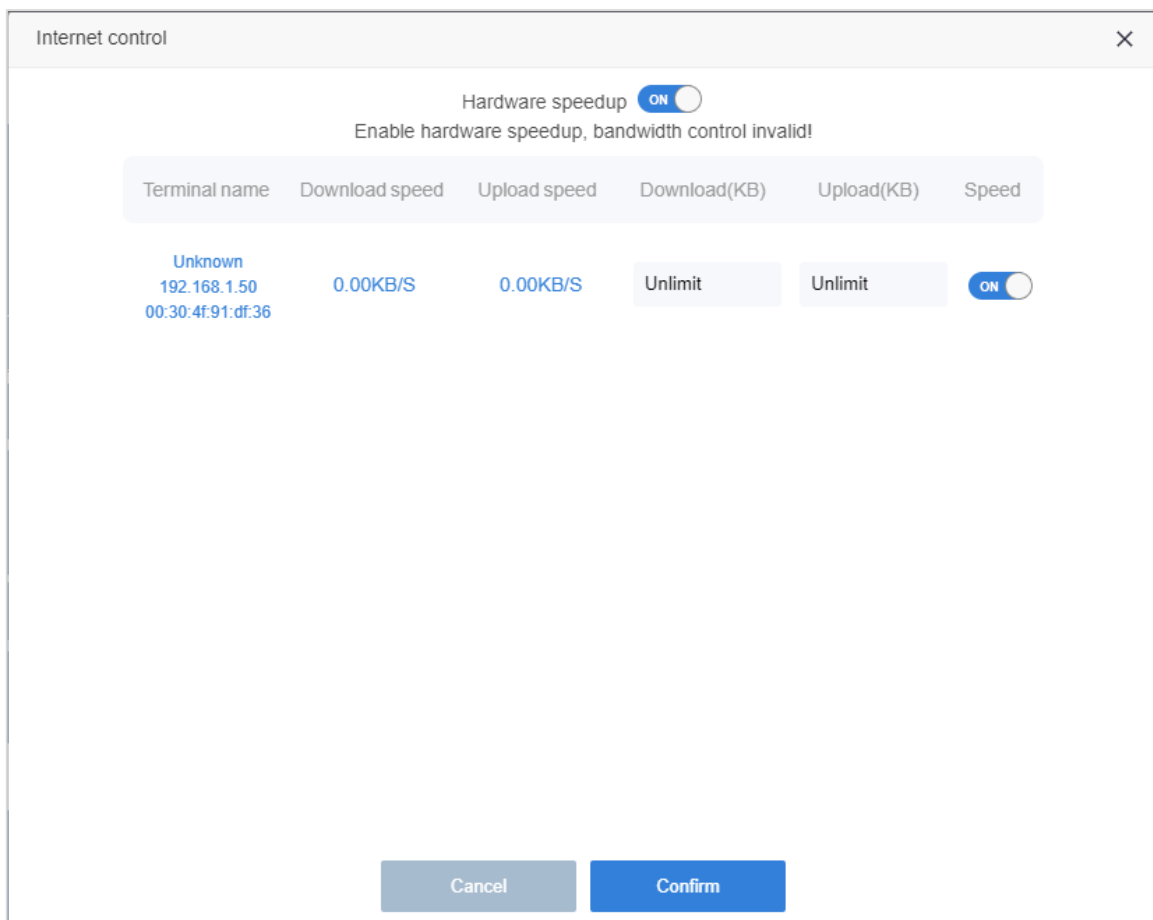 Internet control
Hardware speedup ON
Enable hardware speedup, bandwidth control invalid!
Terminal name Download speed Upload speed Download(KB) Upload(KB) Speed
Unknown
192.168.1.50 0.00KB/S 0.00KB/S Unlimit Unlimit ON
00:30:4f:91:df:36
Cancel Confirm